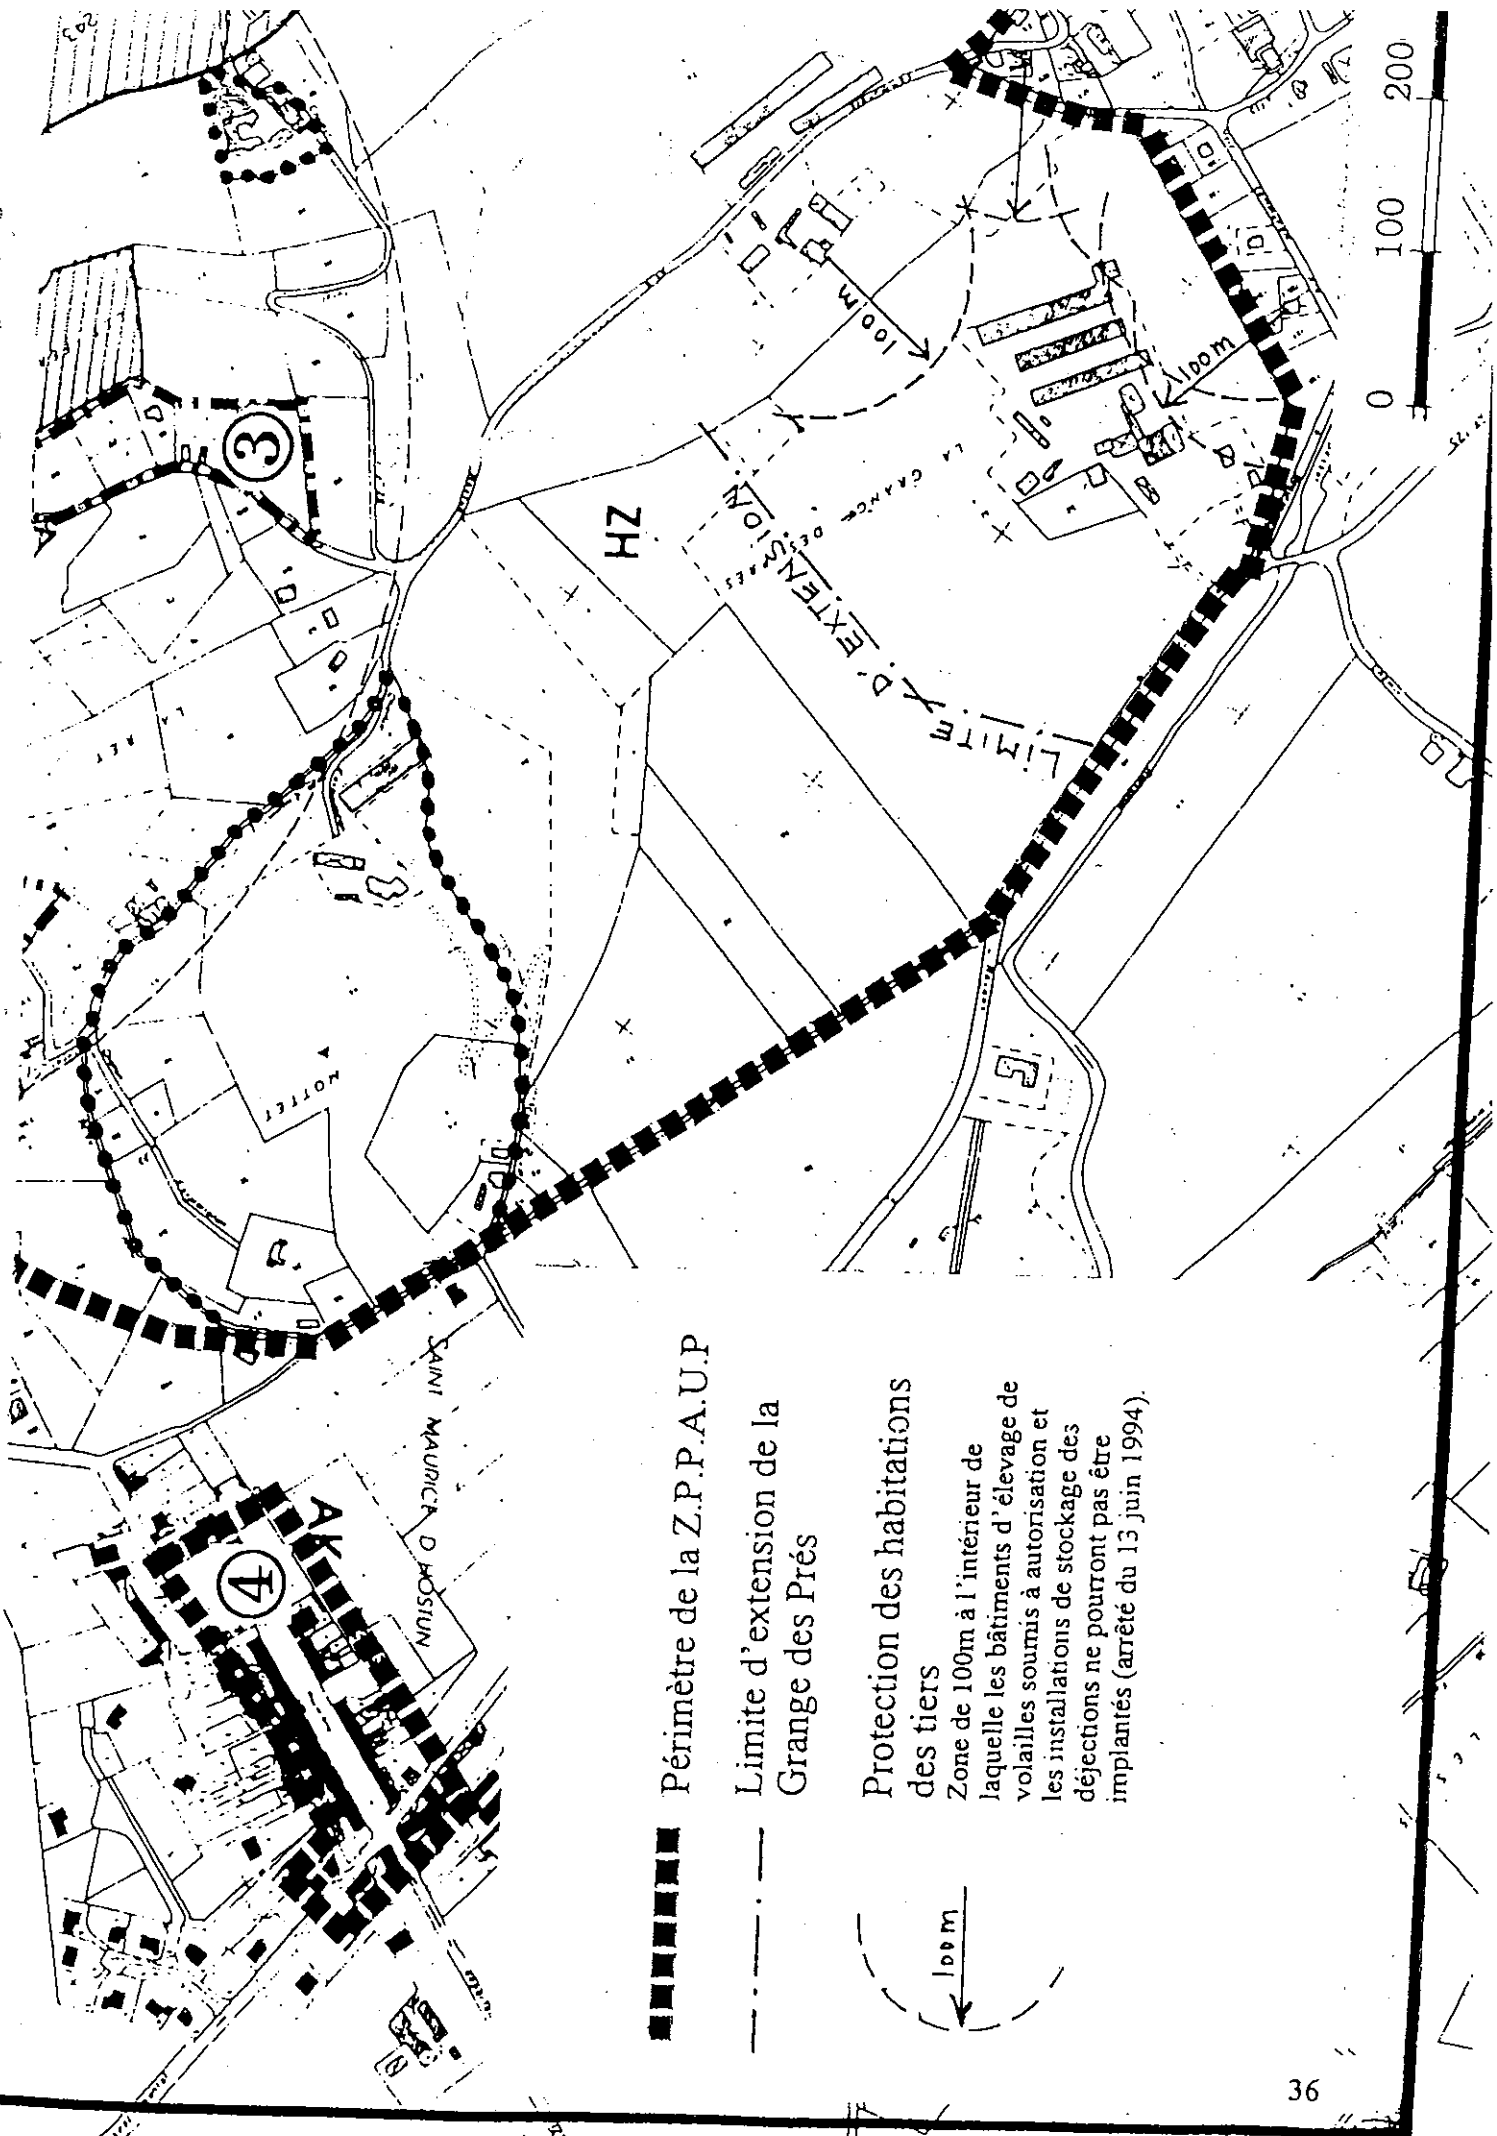 Périmètre de la Z.P.P.A.U.P
Limite d'extension de la
Grange des Prés
Protection des habitations
des tiers
Zone de 100m à l'intérieur de
laquelle les bâtiments d'élevage de
volailles soumis à autorisation et
les installations de stockage des
déjections ne pourront pas être
implantés (arrêté du 13 juin 1994).
100m
4
AK
SAINT MAURICE D HOSTUN
MOTTET
3
HZ
LIMITE D'EXTENSION
LA GRANGE DES PRES
100m
100m
0
100
200
243
36